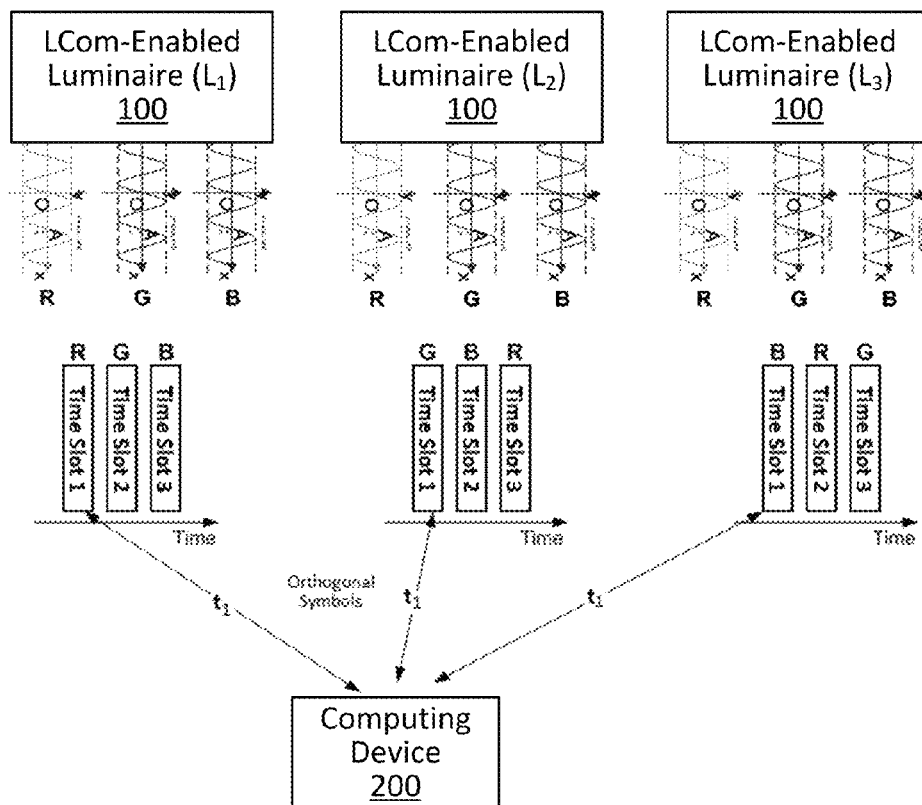 LCom-Enabled
Luminaire (L₁)
100
LCom-Enabled
Luminaire (L₂)
100
LCom-Enabled
Luminaire (L₃)
100
O O O O O O O O O
A A A A A A A A A
x x x x x x x x x
R G B R G B R G B
R G B
Time Slot 1
Time Slot 2
Time Slot 3
Time
G B R
Time Slot 1
Time Slot 2
Time Slot 3
Time
B R G
Time Slot 1
Time Slot 2
Time Slot 3
Time
Orthogonal
Symbols
t₁
t₁
t₁
Computing
Device
200